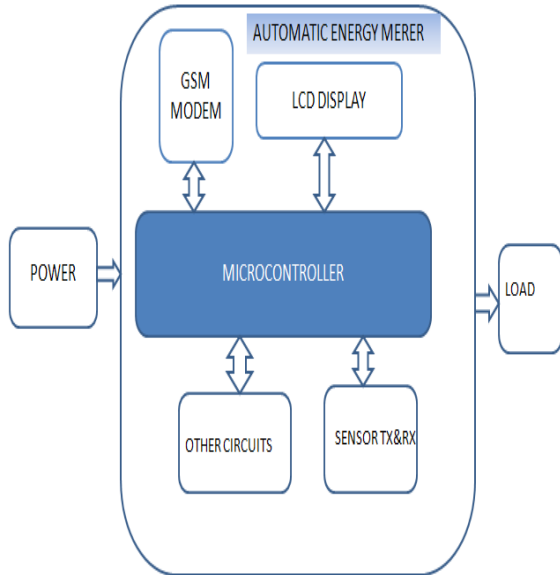 AUTOMATIC ENERGY MERER
GSM
MODEM
LCD DISPLAY
POWER
MICROCONTROLLER
LOAD
OTHER CIRCUITS
SENSOR TX&RX